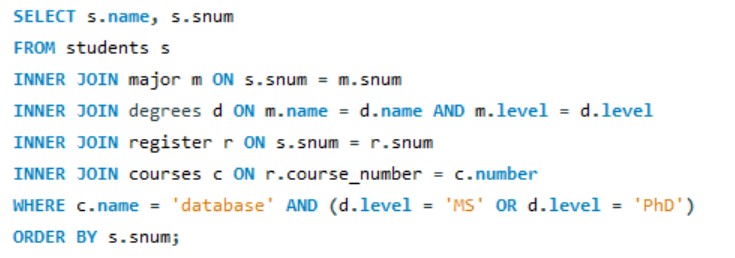 SELECT s.name, s.snum
FROM students s
INNER JOIN major m ON s.snum = m.snum
INNER JOIN degrees d ON m.name = d.name AND m.level = d.level
INNER JOIN register r ON s.snum = r.snum
INNER JOIN courses c ON r.course_number = c.number
WHERE c.name = 'database' AND (d.level = 'MS' OR d.level = 'PhD')
ORDER BY s.snum;